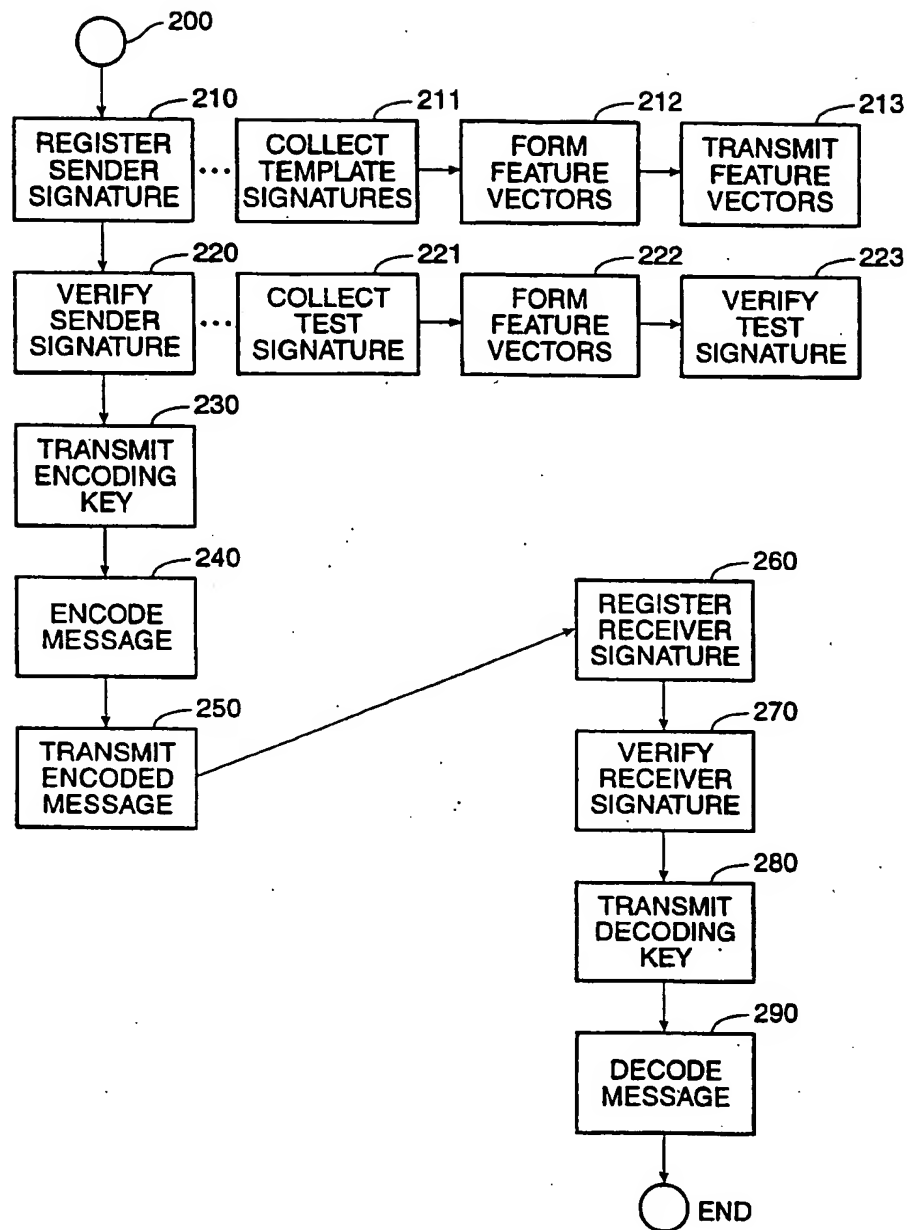 200
210
REGISTER
SENDER
SIGNATURE
211
COLLECT
TEMPLATE
SIGNATURES
212
FORM
FEATURE
VECTORS
213
TRANSMIT
FEATURE
VECTORS
220
VERIFY
SENDER
SIGNATURE
221
COLLECT
TEST
SIGNATURE
222
FORM
FEATURE
VECTORS
223
VERIFY
TEST
SIGNATURE
230
TRANSMIT
ENCODING
KEY
240
ENCODE
MESSAGE
250
TRANSMIT
ENCODED
MESSAGE
260
REGISTER
RECEIVER
SIGNATURE
270
VERIFY
RECEIVER
SIGNATURE
280
TRANSMIT
DECODING
KEY
290
DECODE
MESSAGE
END